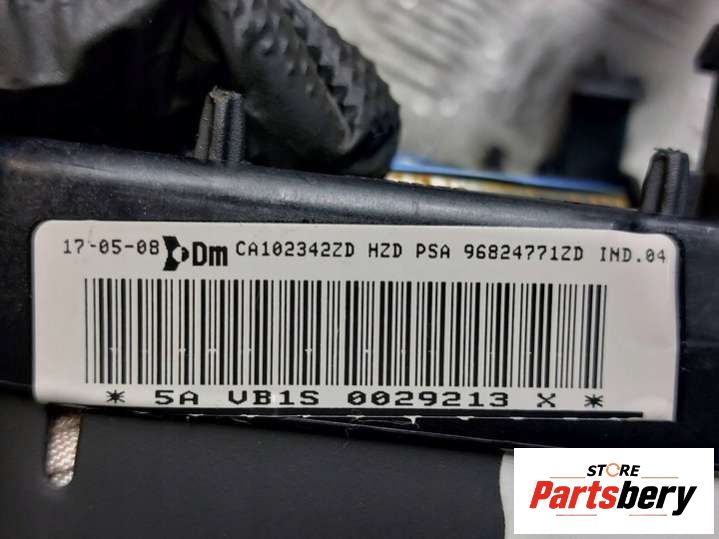 17-05-08 Dm CA102342ZD HZD PSA 96824771ZD IND.04
* 5A VB1S 0029213 X *
STORE
Partsbery